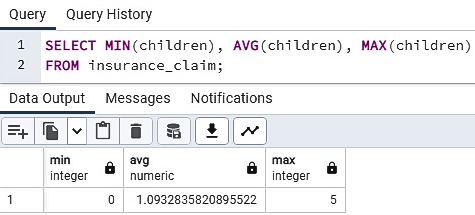 Query Query History
1 SELECT MIN(children), AVG(children), MAX(children)
2 FROM insurance_claim;
Data Output Messages Notifications
min avg max
integer numeric integer
1 0 1.0932835820895522 5